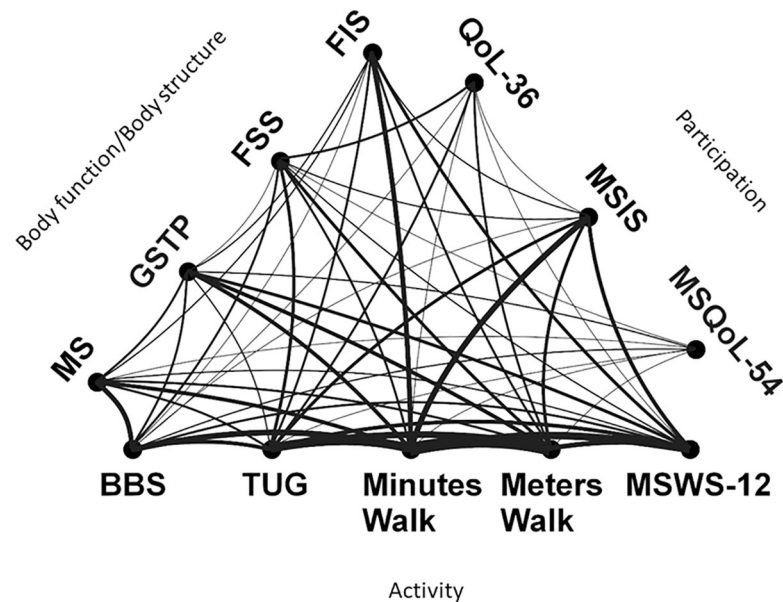 FIS
QoL-36
Body function/Body structure
Participation
FSS
MSIS
GSTP
MSQoL-54
MS
BBS
TUG
Minutes
Walk
Meters
Walk
MSWS-12
Activity